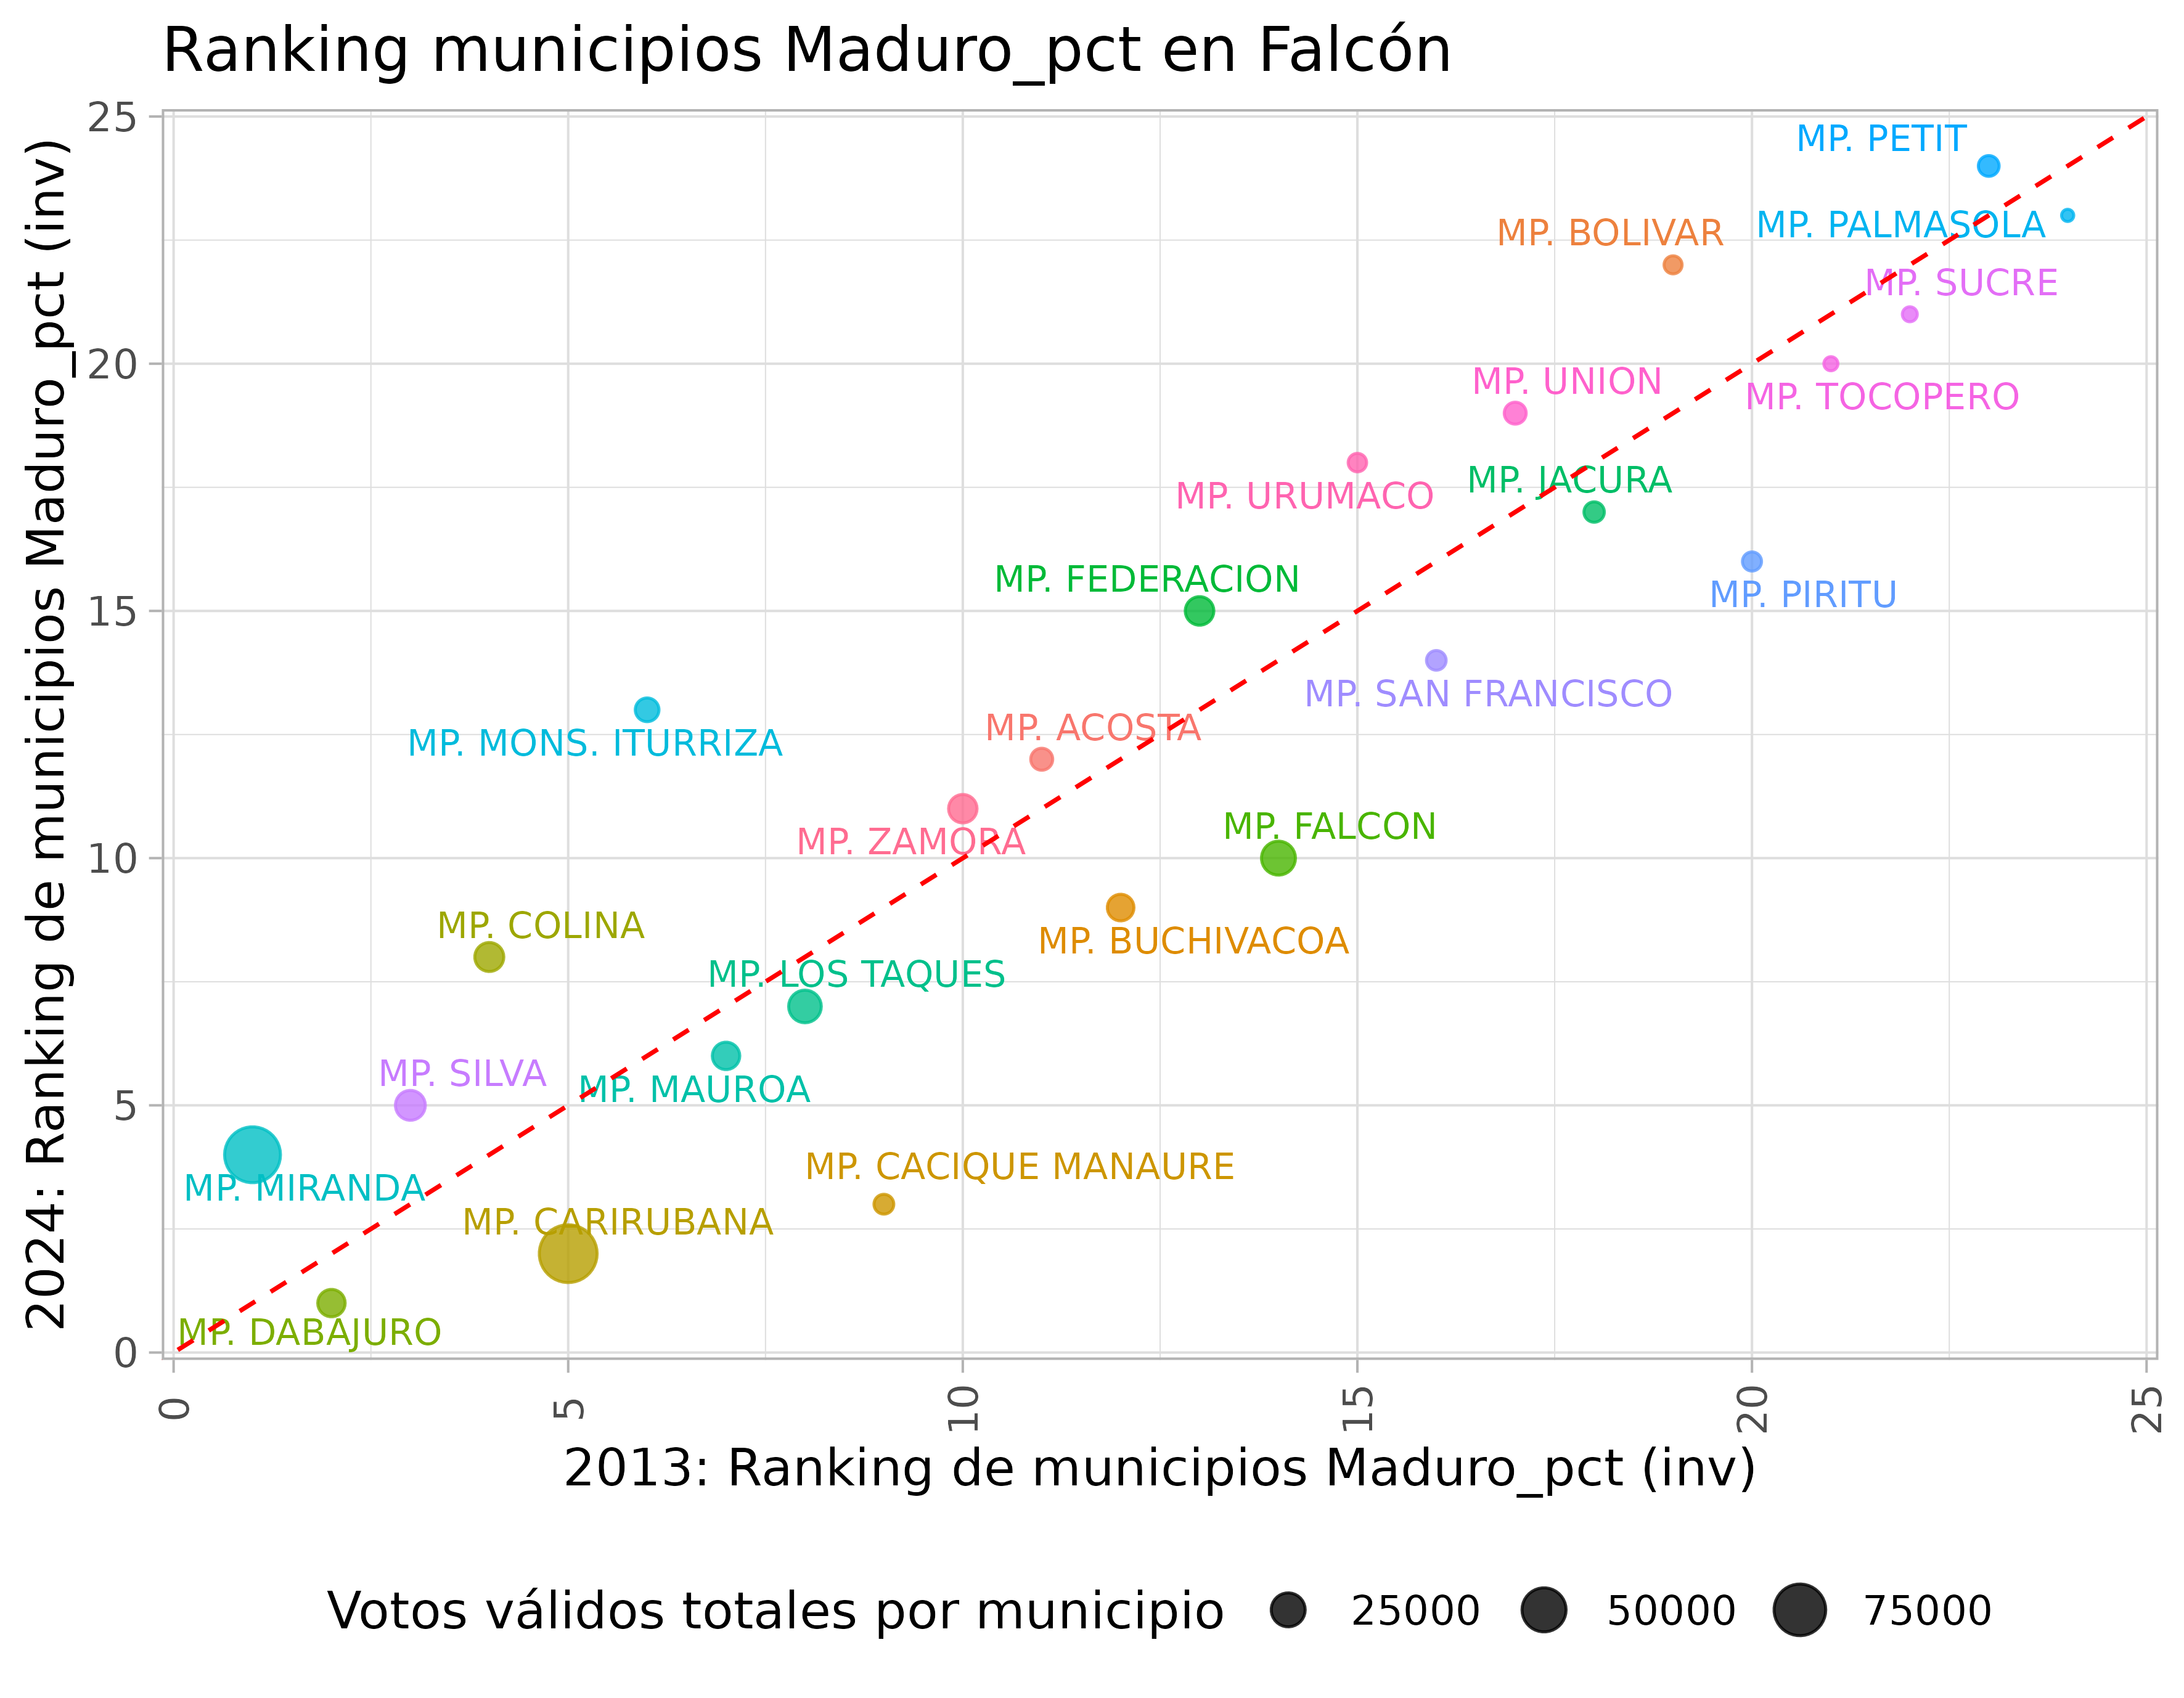 Ranking municipios Maduro_pct en Falcón
2024: Ranking de municipios Maduro_pct (inv)
25
20
15
10
5
0
MP. PETIT
MP. PALMASOLA
MP. BOLIVAR
MP. SUCRE
MP. UNION
MP. TOCOPERO
MP. JACURA
MP. URUMACO
MP. FEDERACION
MP. PIRITU
MP. SAN FRANCISCO
MP. ACOSTA
MP. MONS. ITURRIZA
MP. FALCON
MP. ZAMORA
MP. COLINA
MP. BUCHIVACOA
MP. LOS TAQUES
MP. SILVA
MP. MAUROA
MP. CACIQUE MANAURE
MP. MIRANDA
MP. CARIRUBANA
MP. DABAJURO
0 5 10 15 20 25
2013: Ranking de municipios Maduro_pct (inv)
Votos válidos totales por municipio 25000 50000 75000